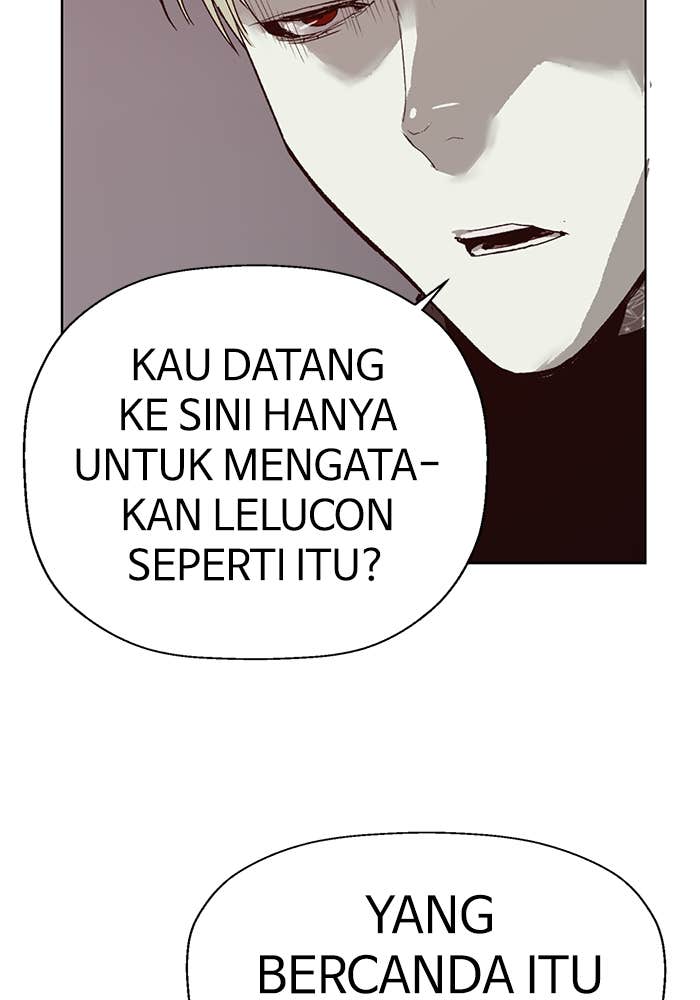 KAU DATANG
KE SINI HANYA
UNTUK MENGATA-
KAN LELUCON
SEPERTI ITU?
YANG
BERCANDA ITU